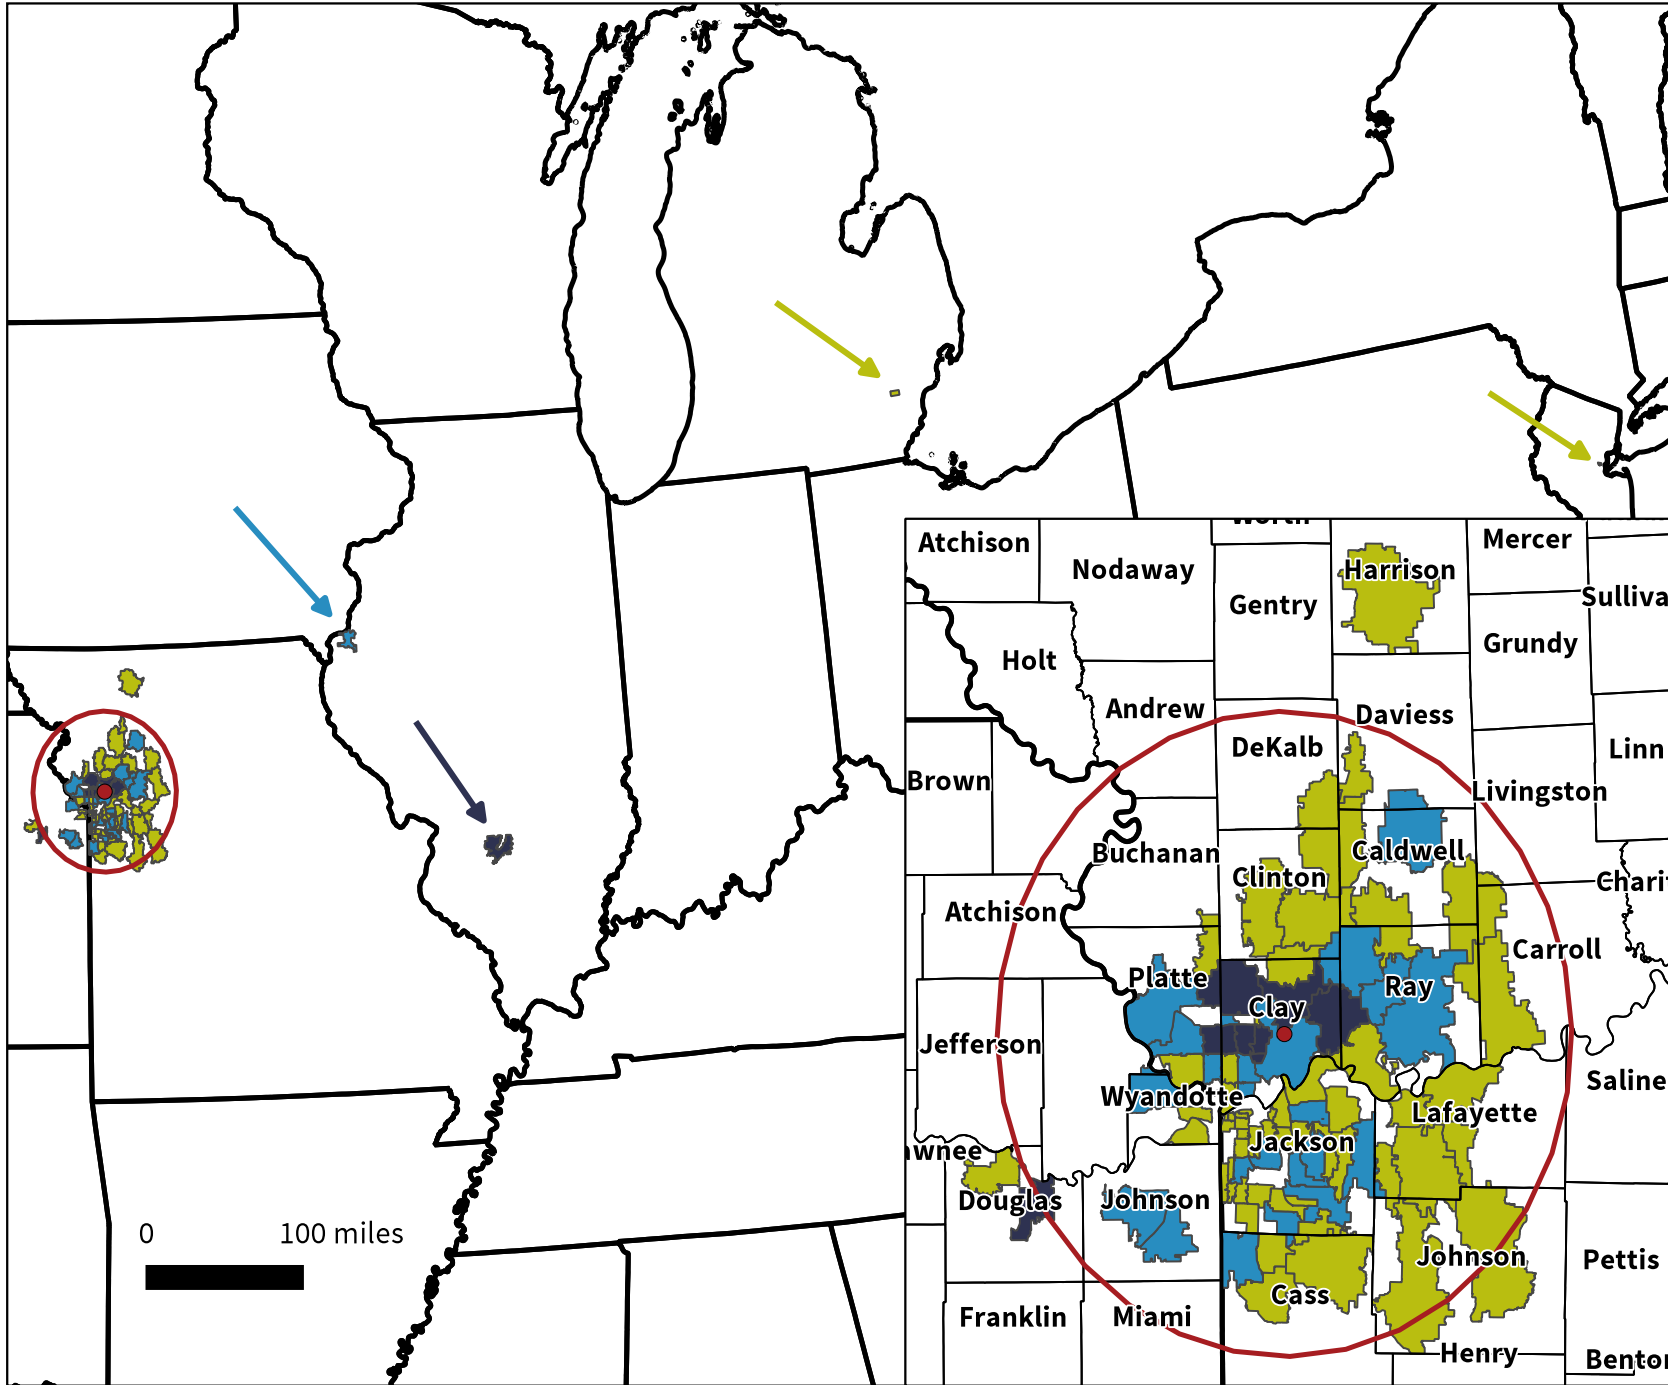 Worth
Atchison
Mercer
Nodaway
Harrison
Gentry
Sulliva
Grundy
Holt
Andrew
Daviess
DeKalb
Linn
Brown
Livingston
Buchanan
Caldwell
Clinton
Charit
Atchison
Carroll
Platte
Ray
Clay
Jefferson
Saline
Wyandotte
Lafayette
Jackson
wnee
Douglas
Johnson
0
100 miles
Johnson
Pettis
Cass
Franklin
Miami
Henry
Benton